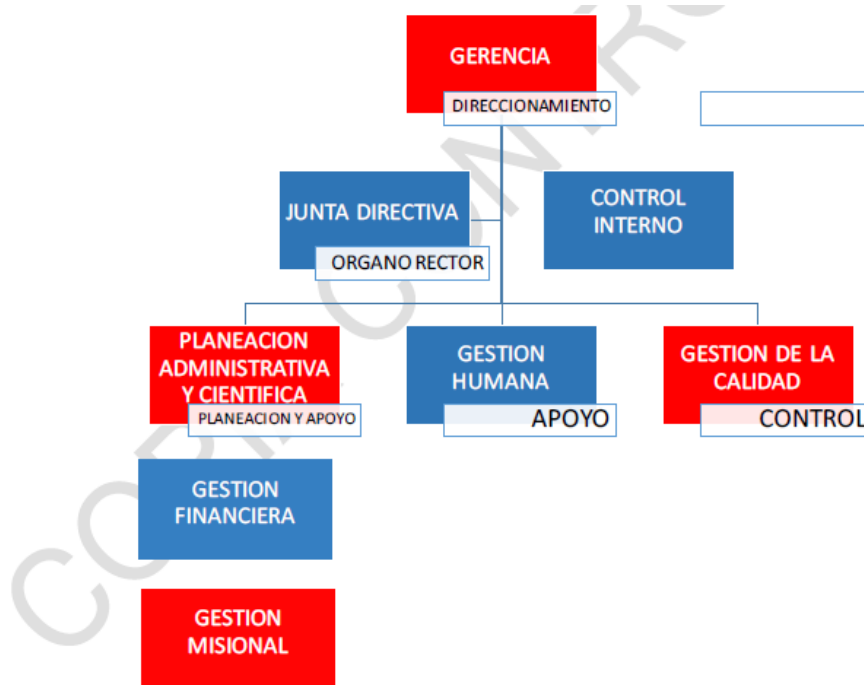 GERENCIA
DIRECCIONAMIENTO
JUNTA DIRECTIVA
ORGANO RECTOR
CONTROL
INTERNO
PLANEACION
ADMINISTRATIVA
Y CIENTIFICA
PLANEACION Y APOYO
GESTION
HUMANA
APOYO
GESTION DE LA
CALIDAD
CONTROL
GESTION
FINANCIERA
GESTION
MISIONAL